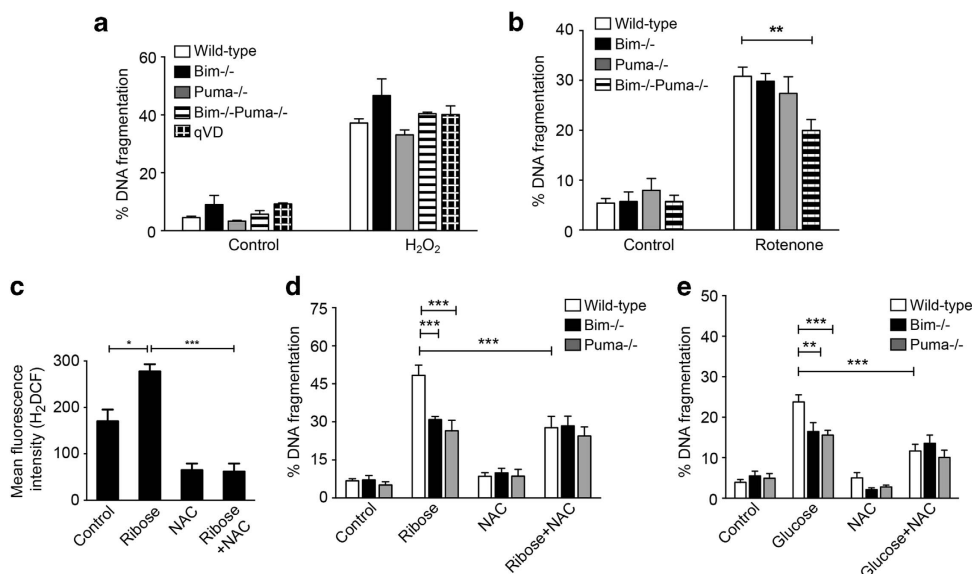 a
Wild-type
Bim-/-
Puma-/-
Bim-/-Puma-/-
qVD
% DNA fragmentation
60
40
20
0
Control
H₂O₂
b
Wild-type
Bim-/-
Puma-/-
Bim-/-Puma-/-
**
% DNA fragmentation
40
30
20
10
0
Control
Rotenone
c
*
***
Mean fluorescence
intensity (H₂DCF)
300
200
100
0
Control
Ribose
NAC
Ribose
+NAC
d
Wild-type
Bim-/-
Puma-/-
***
***
***
% DNA fragmentation
75
60
45
30
15
0
Control
Ribose
NAC
Ribose+NAC
e
Wild-type
Bim-/-
Puma-/-
***
**
***
% DNA fragmentation
50
40
30
20
10
0
Control
Glucose
NAC
Glucose+NAC